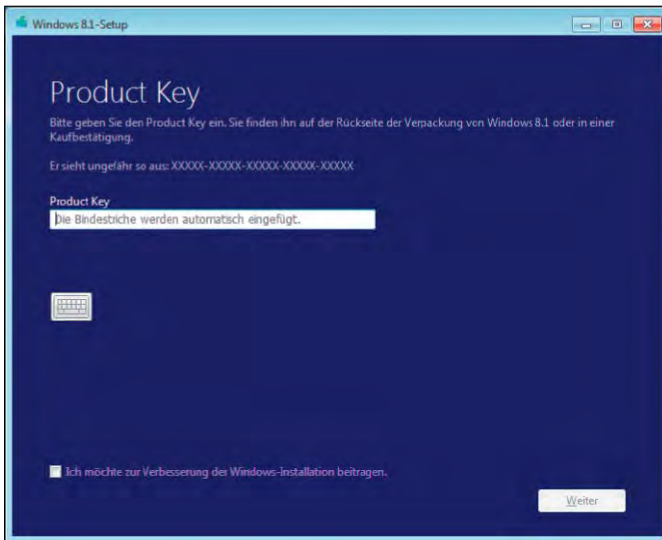 Windows 8.1-Setup
Product Key
Bitte geben Sie den Product Key ein. Sie finden ihn auf der Rückseite der Verpackung von Windows 8.1 oder in einer
Kaufbestätigung.
Er sieht ungefähr so aus: XXXXX-XXXXX-XXXXX-XXXXX-XXXXX
Product Key
Die Bindestriche werden automatisch eingefügt.
Ich möchte zur Verbesserung der Windows-Installation beitragen.
Weiter